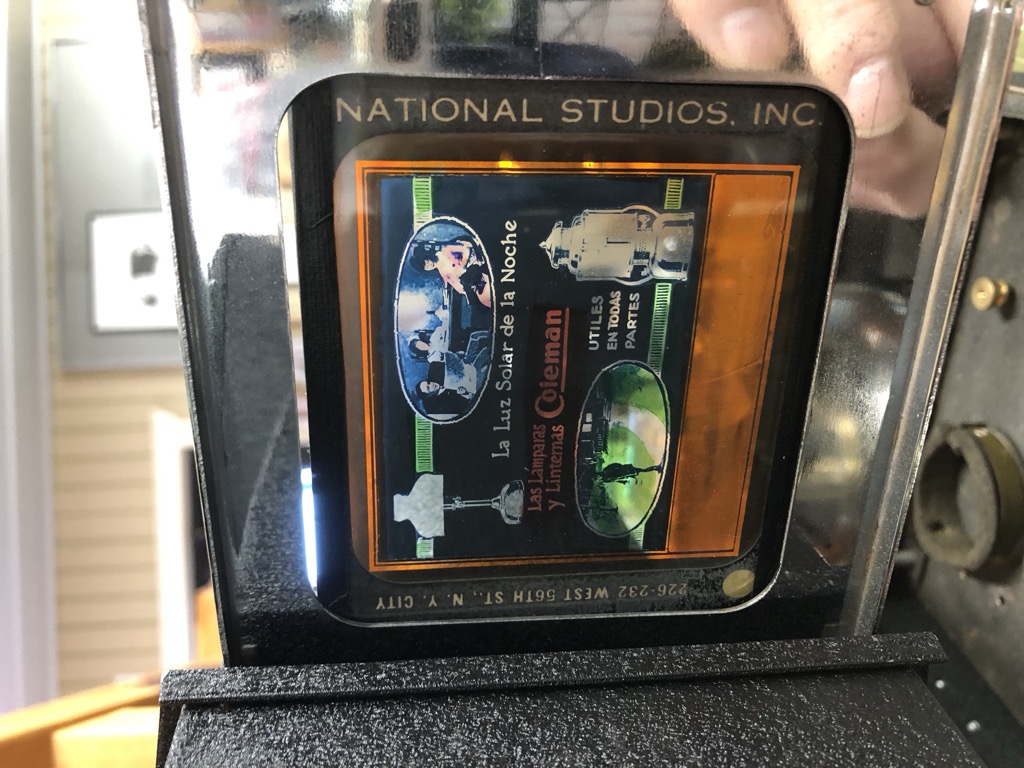 NATIONAL STUDIOS, INC.
La Luz Solar de la Noche
Las Lámparas
y Linternas
Coleman
UTILES
EN TODAS
PARTES
226-232 WEST 56TH ST., N. Y. CITY